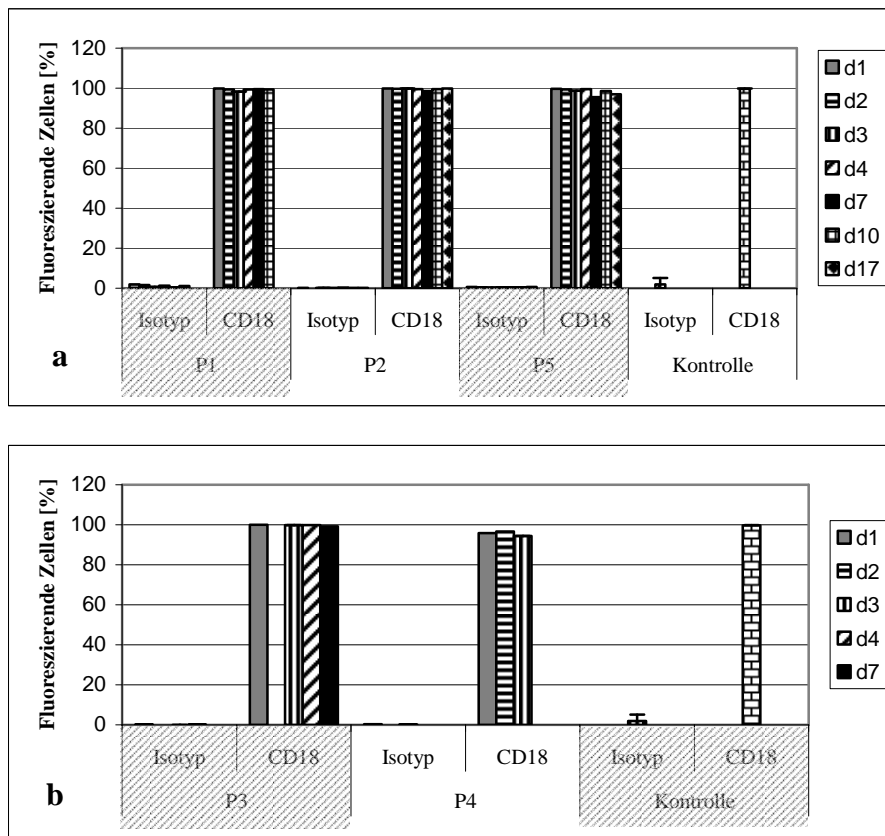 Fluoreszierende Zellen [%]
120
100
80
60
40
20
0
Isotyp CD18 Isotyp CD18 Isotyp CD18 Isotyp CD18
P1 P2 P5 Kontrolle
a
d1
d2
d3
d4
d7
d10
d17
Fluoreszierende Zellen [%]
120
100
80
60
40
20
0
Isotyp CD18 Isotyp CD18 Isotyp CD18
P3 P4 Kontrolle
b
d1
d2
d3
d4
d7